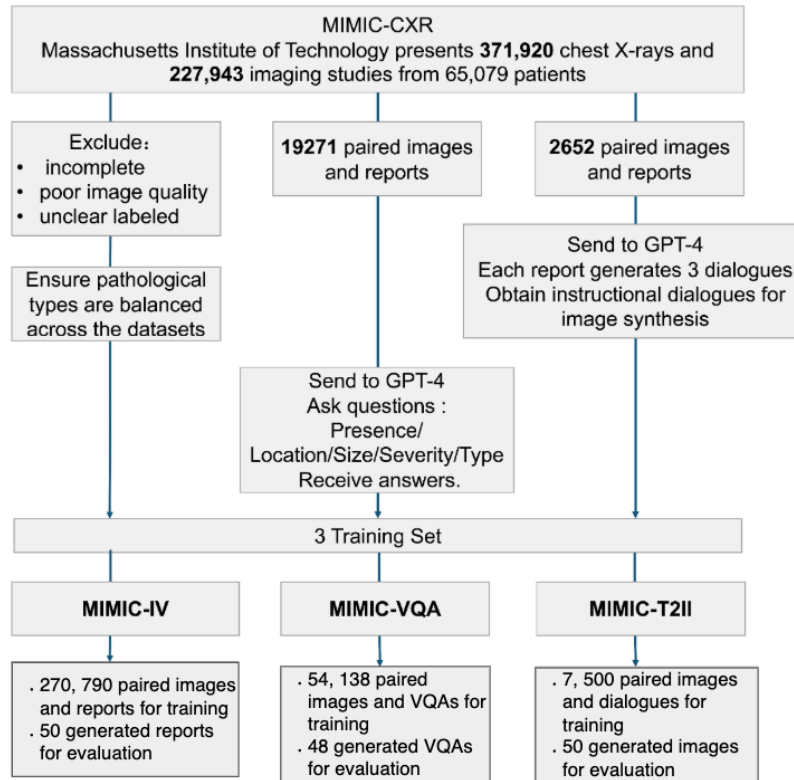 MIMIC-CXR
Massachusetts Institute of Technology presents 371,920 chest X-rays and
227,943 imaging studies from 65,079 patients
Exclude：
• incomplete
• poor image quality
• unclear labeled
19271 paired images
and reports
2652 paired images
and reports
Ensure pathological
types are balanced
across the datasets
Send to GPT-4
Each report generates 3 dialogues
Obtain instructional dialogues for
image synthesis
Send to GPT-4
Ask questions :
Presence/
Location/Size/Severity/Type
Receive answers.
3 Training Set
MIMIC-IV
MIMIC-VQA
MIMIC-T2II
. 270, 790 paired images
and reports for training
. 50 generated reports
for evaluation
. 54, 138 paired
images and VQAs for
training
. 48 generated VQAs
for evaluation
. 7, 500 paired images
and dialogues for
training
. 50 generated images
for evaluation